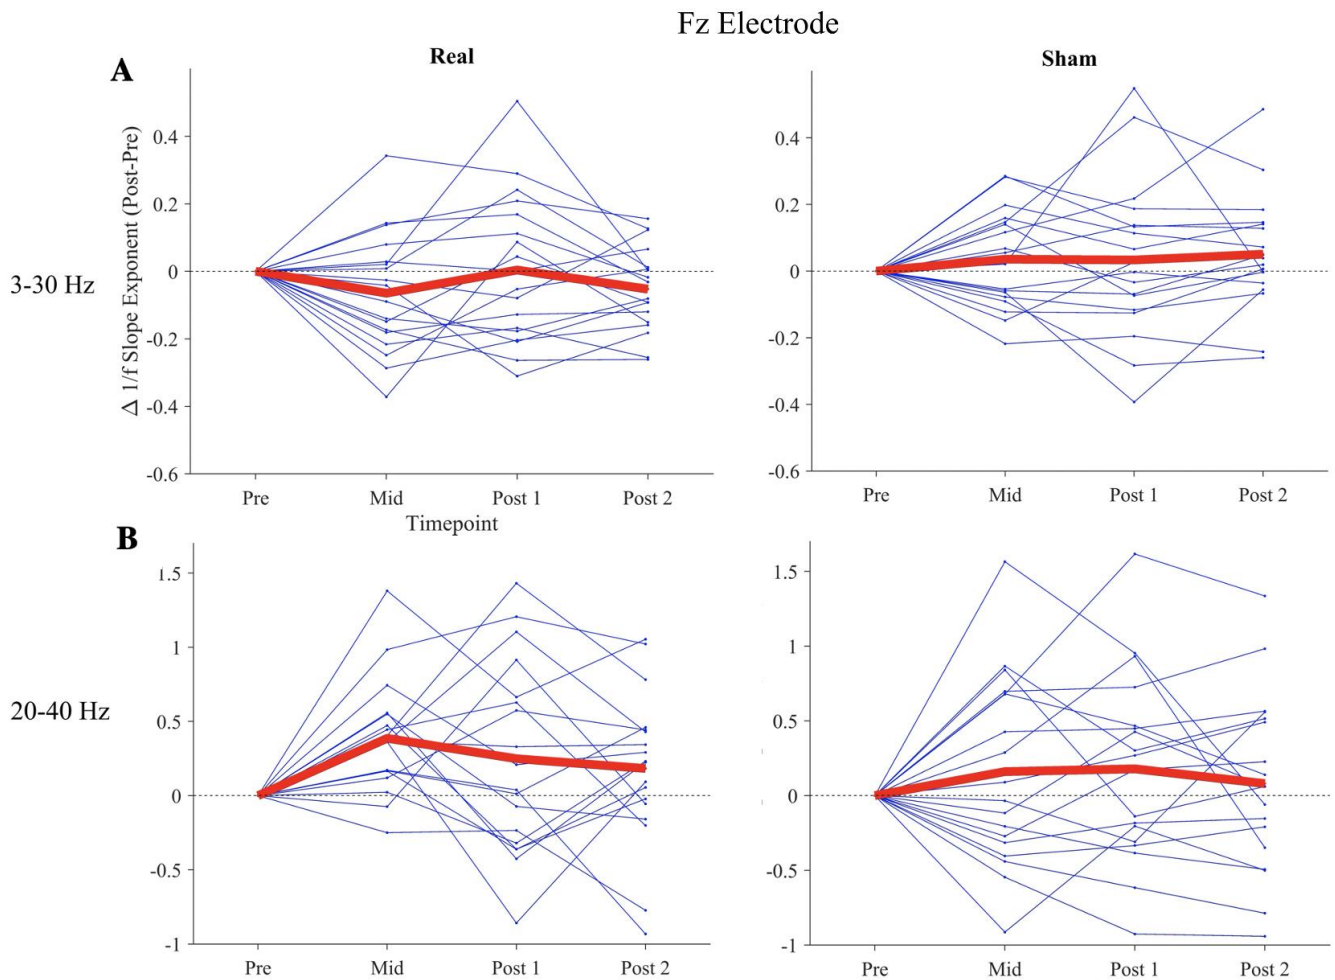 Fz Electrode
Real
Sham
A
3-30 Hz
Δ 1/f Slope Exponent (Post-Pre)
0.4
0.2
0
-0.2
-0.4
-0.6
Pre
Mid
Post 1
Post 2
Timepoint
0.4
0.2
0
-0.2
-0.4
-0.6
Pre
Mid
Post 1
Post 2
B
20-40 Hz
1.5
1
0.5
0
-0.5
-1
Pre
Mid
Post 1
Post 2
1.5
1
0.5
0
-0.5
-1
Pre
Mid
Post 1
Post 2